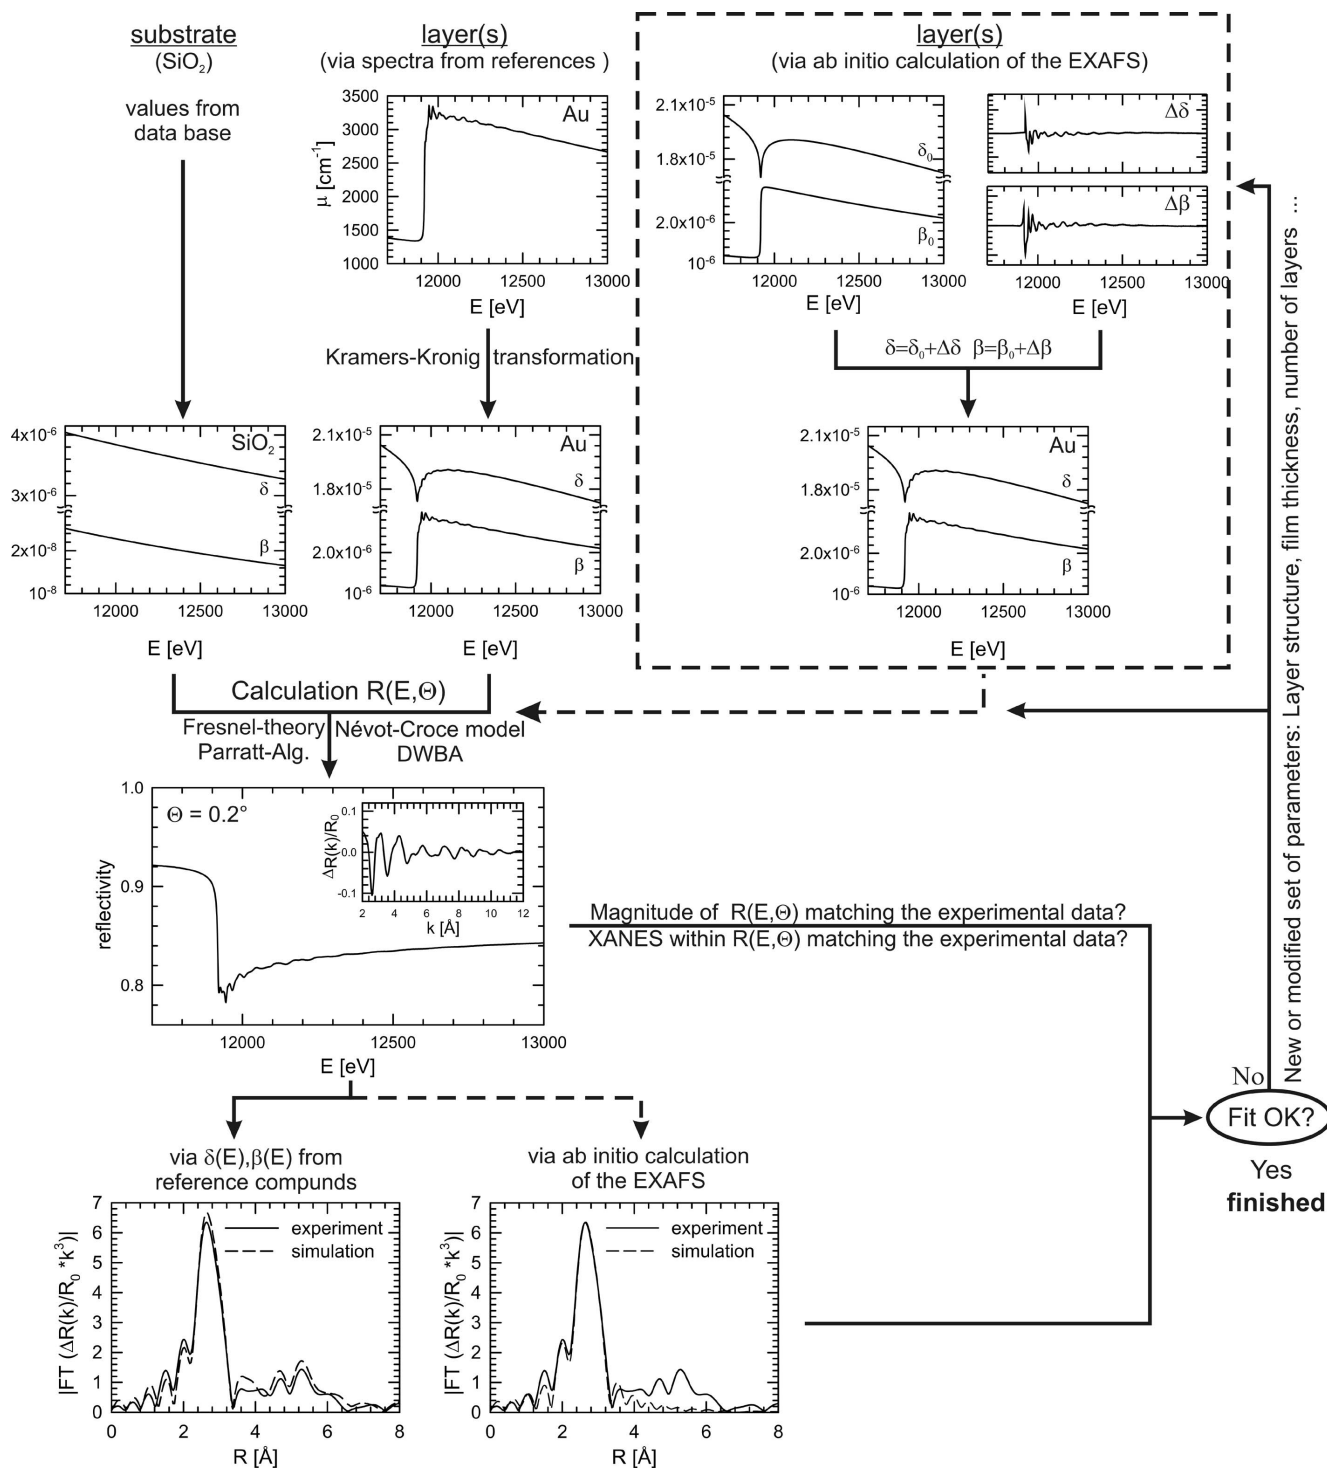 substrate
(SiO₂)
values from
data base
layer(s)
(via spectra from references )
3500
3000
2500
2000
1500
1000
μ [cm⁻¹]
Au
12000 12500 13000
E [eV]
Kramers-Kronig transformation
layer(s)
(via ab initio calculation of the EXAFS)
2.1x10⁻⁵
1.8x10⁻⁵
2.0x10⁻⁶
10⁻⁶
δ₀
β₀
12000 12500 13000
E [eV]
Δδ
Δβ
12000 12500 13000
E [eV]
δ=δ₀+Δδ β=β₀+Δβ
4x10⁻⁶
3x10⁻⁶
2x10⁻⁸
10⁻⁸
SiO₂
δ
β
12000 12500 13000
E [eV]
2.1x10⁻⁵
1.8x10⁻⁵
2.0x10⁻⁶
10⁻⁶
Au
δ
β
12000 12500 13000
E [eV]
2.1x10⁻⁵
1.8x10⁻⁵
2.0x10⁻⁶
10⁻⁶
Au
δ
β
12000 12500 13000
E [eV]
New or modified set of parameters: Layer structure, film thickness, number of layers ...
Calculation R(E,Θ)
Fresnel-theory
Parratt-Alg.
Névot-Croce model
DWBA
1.0
0.9
0.8
reflectivity
Θ = 0.2°
0.1
-0.0
-0.1
ΔR(k)/R₀
2 4 6 8 10 12
k [Å]
12000 12500 13000
E [eV]
Magnitude of R(E,Θ) matching the experimental data?
XANES within R(E,Θ) matching the experimental data?
No
Fit OK?
Yes
finished
via δ(E),β(E) from
reference compunds
7
6
5
4
3
2
1
0
|FT (ΔR(k)/R₀ *k³)|
experiment
simulation
0 2 4 6 8
R [Å]
via ab initio calculation
of the EXAFS
7
6
5
4
3
2
1
0
|FT (ΔR(k)/R₀ *k³)|
experiment
simulation
0 2 4 6 8
R [Å]